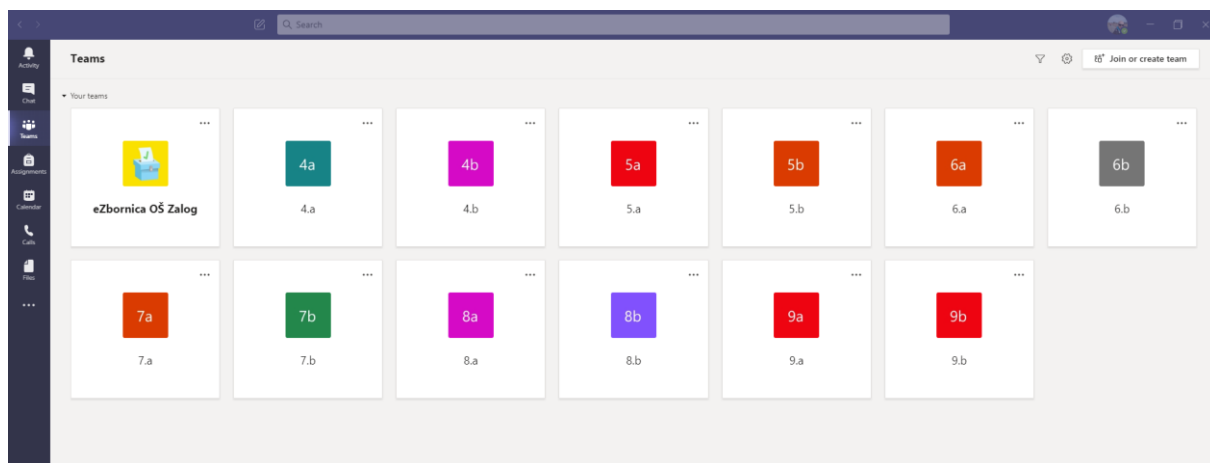 Search
Activity
Chat
Teams
Assignments
Calendar
Calls
Files
Teams
Join or create team
Your teams
eZbornica OŠ Zalog
4a
4.a
4b
4.b
5a
5.a
5b
5.b
6a
6.a
6b
6.b
7a
7.a
7b
7.b
8a
8.a
8b
8.b
9a
9.a
9b
9.b